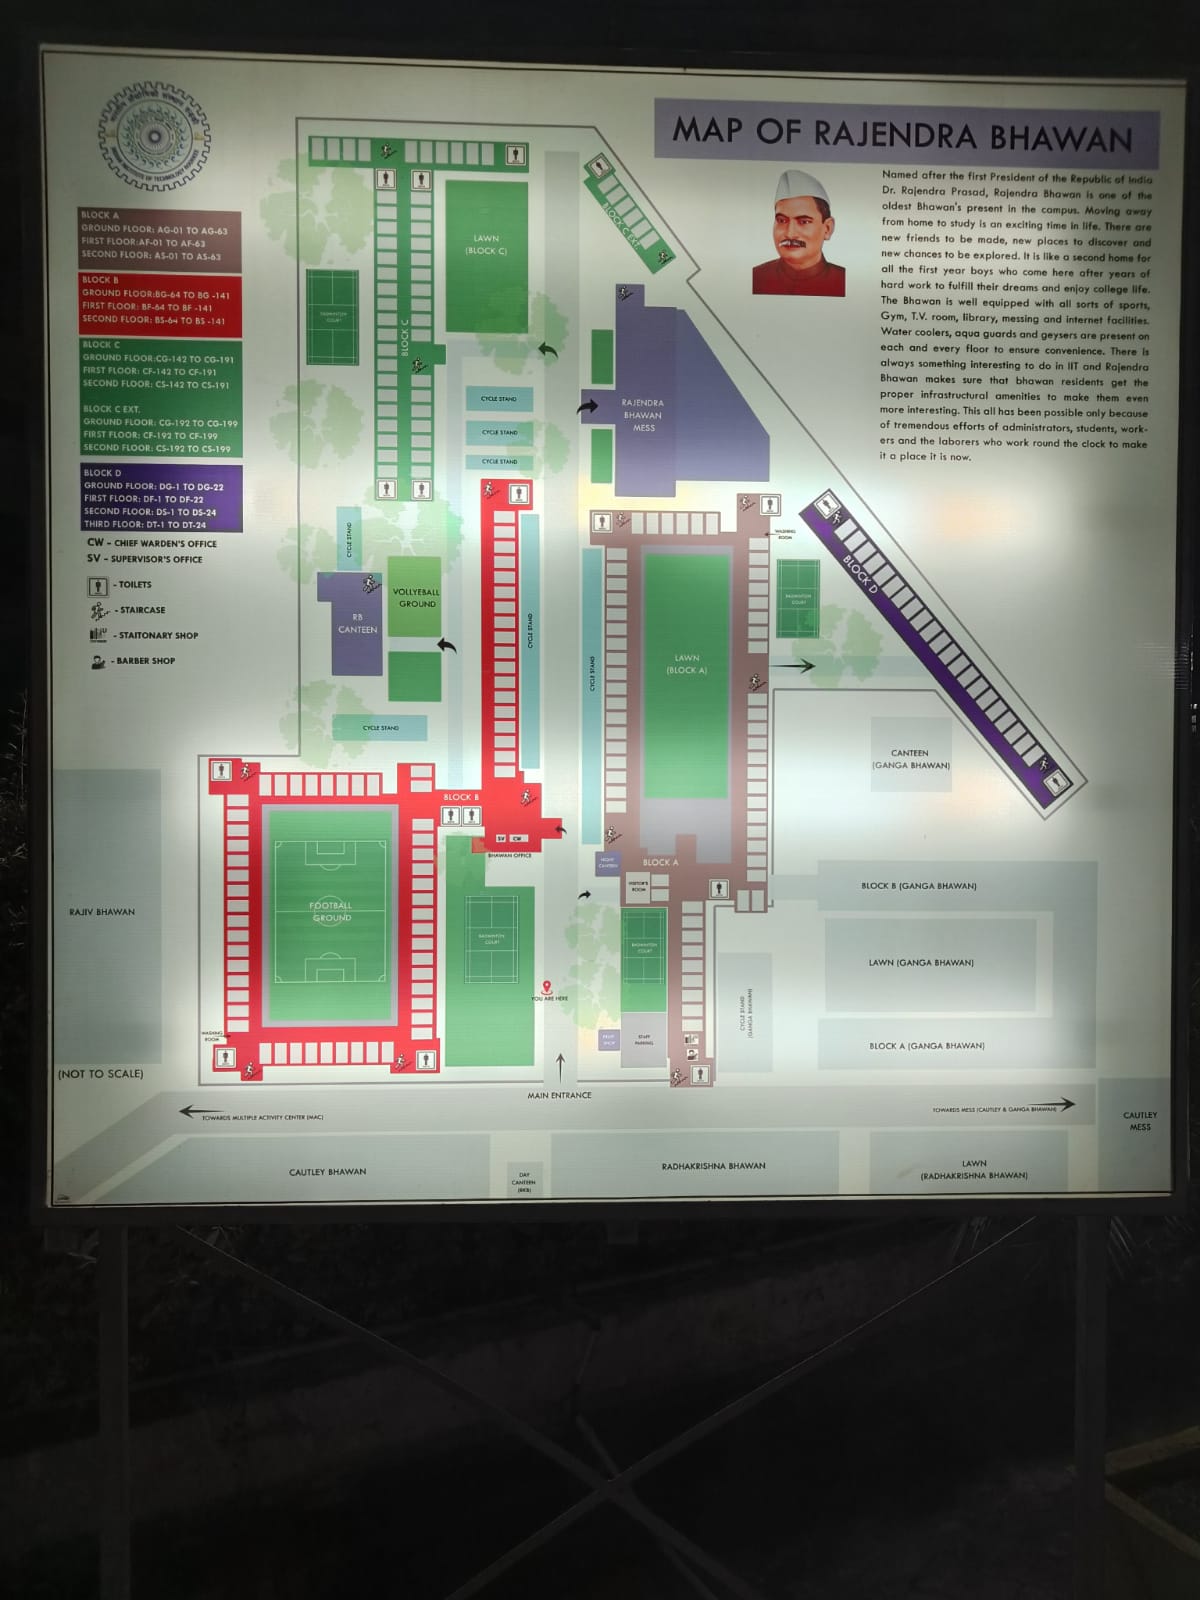 MAP OF RAJENDRA BHAWAN
Named after the first President of the Republic of India
Dr. Rajendra Prasad, Rajendra Bhawan is one of the
oldest Bhawan's present in the campus. Moving away
from home to study is an exciting time in life. There are
new friends to be made, new places to discover and
new chances to be explored. It is like a second home for
all the first year boys who come here after years of
hard work to fulfill their dreams and enjoy college life.
The Bhawan is well equipped with all sorts of sports,
Gym, T.V. room, library, messing and internet facilities.
Water coolers, aqua guards and geysers are present on
each and every floor to ensure convenience. There is
always something interesting to do in IIT and Rajendra
Bhawan makes sure that bhawan residents get the
proper infrastructural amenities to make them even
more interesting. This all has been possible only because
of tremendous efforts of administrators, students, work-
ers and the laborers who work round the clock to make
it a place it is now.
BLOCK A
GROUND FLOOR: AG-01 TO AG-63
FIRST FLOOR:AF-01 TO AF-63
SECOND FLOOR: AS-01 TO AS-63
BLOCK B
GROUND FLOOR:BG-64 TO BG -141
FIRST FLOOR: BF-64 TO BF -141
SECOND FLOOR: BS-64 TO BS -141
BLOCK C
GROUND FLOOR:CG-142 TO CG-191
FIRST FLOOR: CF-142 TO CF-191
SECOND FLOOR: CS-142 TO CS-191
BLOCK C EXT.
GROUND FLOOR: CG-192 TO CG-199
FIRST FLOOR: CF-192 TO CF-199
SECOND FLOOR: CS-192 TO CS-199
BLOCK D
GROUND FLOOR: DG-1 TO DG-22
FIRST FLOOR: DF-1 TO DF-22
SECOND FLOOR: DS-1 TO DS-24
THIRD FLOOR: DT-1 TO DT-24
CW - CHIEF WARDEN'S OFFICE
SV - SUPERVISOR'S OFFICE
- TOILETS
- STAIRCASE
- STAITONARY SHOP
- BARBER SHOP
LAWN
(BLOCK C)
BLOCK C EXT.
BADMINTON
COURT
BLOCK C
CYCLE STAND
CYCLE STAND
CYCLE STAND
RAJENDRA
BHAWAN
MESS
CYCLE STAND
WASHING
ROOM
BLOCK D
VOLLYEBALL
GROUND
RB
CANTEEN
BADMINTON
COURT
CYCLE STAND
CYCLE STAND
LAWN
(BLOCK A)
CYCLE STAND
CANTEEN
(GANGA BHAWAN)
BLOCK B
SV
CW
BHAWAN OFFICE
NIGHT
CANTEEN
BLOCK A
VISITOR'S
ROOM
BLOCK B (GANGA BHAWAN)
RAJIV BHAWAN
FOOTBALL
GROUND
BADMINTON
COURT
BADMINTON
COURT
LAWN (GANGA BHAWAN)
YOU ARE HERE
CYCLE STAND
(GANGA BHAWAN)
WASHING
ROOM
FRUIT
SHOP
STAFF
PARKING
BLOCK A (GANGA BHAWAN)
(NOT TO SCALE)
MAIN ENTRANCE
TOWARDS MULTIPLE ACTIVITY CENTER (MAC)
TOWARDS MESS (CAUTLEY & GANGA BHAWAN)
CAUTLEY
MESS
CAUTLEY BHAWAN
DAY
CANTEEN
(RKB)
RADHAKRISHNA BHAWAN
LAWN
(RADHAKRISHNA BHAWAN)